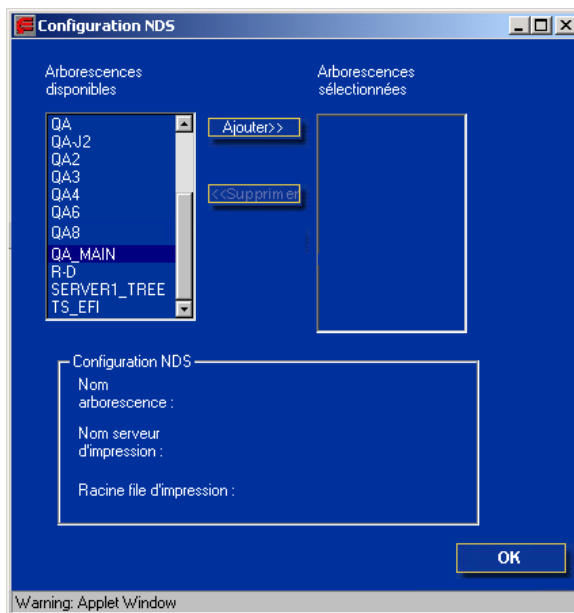 Configuration NDS
Arborescences
disponibles
Arborescences
sélectionnées
QA
QA-J2
QA2
QA3
QA4
QA6
QA8
QA_MAIN
R-D
SERVER1_TREE
TS_EFI
Ajouter>>
<<Supprimer
Configuration NDS
Nom
arborescence :
Nom serveur
d'impression :
Racine file d'impression :
OK
Warning: Applet Window